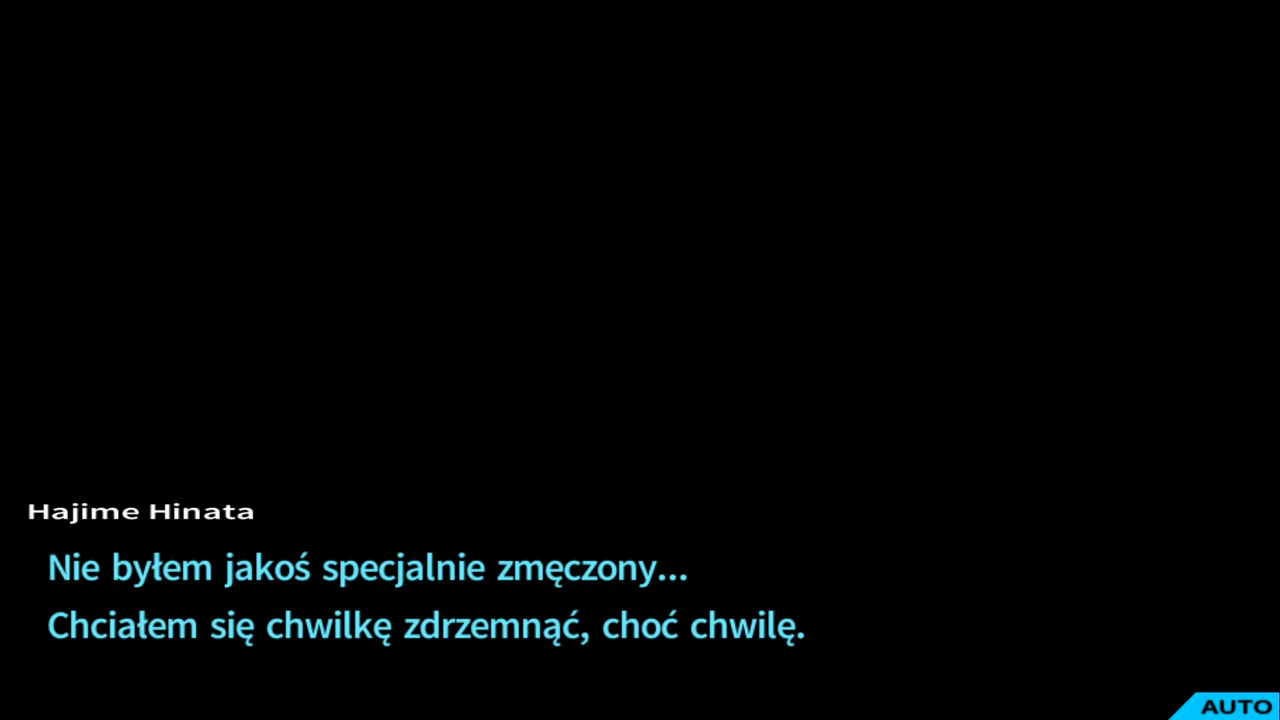 Hajime Hinata
Nie byłem jakoś specjalnie zmęczony...
Chciałem się chwilkę zdrzemnąć, choć chwilę.
AUTO